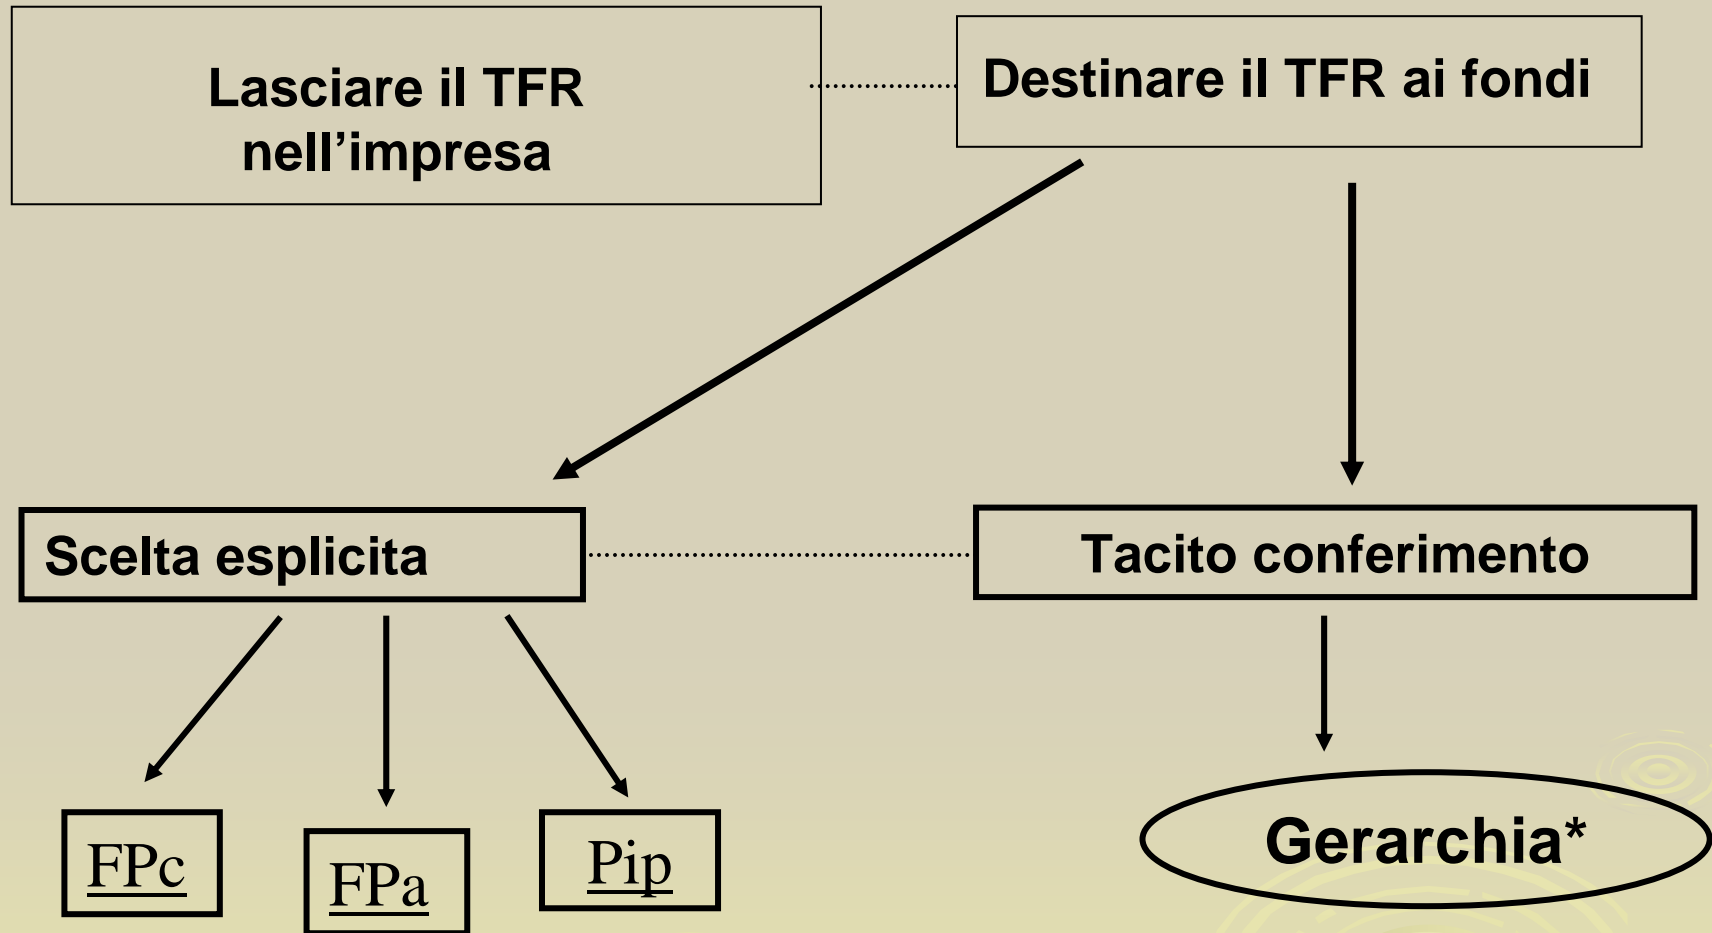 Lasciare il TFR
nell’impresa
Destinare il TFR ai fondi
Scelta esplicita
Tacito conferimento
FPc
FPa
Pip
Gerarchia*